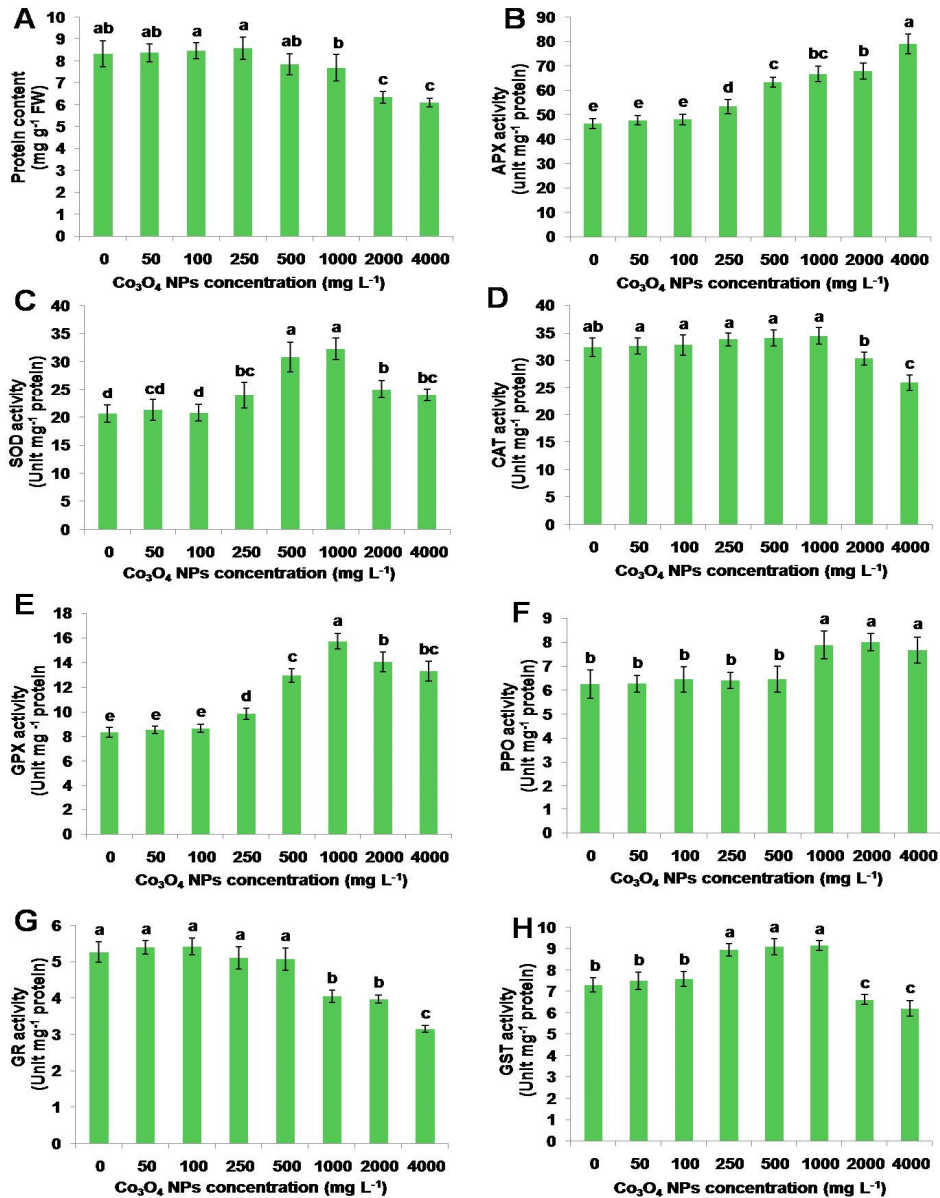 A
Protein content
(mg g⁻¹ FW)
10
9
8
7
6
5
4
3
2
1
0
ab ab a a ab b c c
0 50 100 250 500 1000 2000 4000
Co₃O₄ NPs concentration (mg L⁻¹)
B
APX activity
(unit mg⁻¹ protein)
90
80
70
60
50
40
30
20
10
0
e e e d c bc b a
0 50 100 250 500 1000 2000 4000
Co₃O₄ NPs concentration (mg L⁻¹)
C
SOD activity
(Unit mg⁻¹ protein)
40
35
30
25
20
15
10
5
0
d cd d bc a a b bc
0 50 100 250 500 1000 2000 4000
Co₃O₄ NPs concentration (mg L⁻¹)
D
CAT activity
(Unit mg⁻¹ protein)
40
35
30
25
20
15
10
5
0
ab a a a a a b c
0 50 100 250 500 1000 2000 4000
Co₃O₄ NPs concentration (mg L⁻¹)
E
GPX activity
(Unit mg⁻¹ protein
18
16
14
12
10
8
6
4
2
0
e e e d c a b bc
0 50 100 250 500 1000 2000 4000
Co₃O₄ NPs concentration (mg L⁻¹)
F
PPO activity
(Unit mg⁻¹ protein)
9
8
7
6
5
4
3
2
1
0
b b b b b a a a
0 50 100 250 500 1000 2000 4000
Co₃O₄ NPs concentration (mg L⁻¹)
G
GR activity
(Unit mg⁻¹ protein)
6
5
4
3
2
1
0
a a a a a b b c
0 50 100 250 500 1000 2000 4000
Co₃O₄ NPs concentration (mg L⁻¹)
H
GST activity
(Unit mg⁻¹ protein)
10
9
8
7
6
5
4
3
2
1
0
b b b a a a c c
0 50 100 250 500 1000 2000 4000
Co₃O₄ NPs concentration (mg L⁻¹)